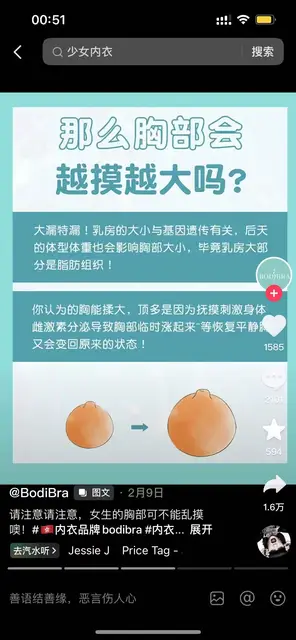 00:51
少女内衣
搜索
那么胸部会
越摸越大吗?
大漏特漏！乳房的大小与基因遗传有关，后天
的体型体重也会影响胸部大小，毕竟乳房大部
分是脂肪组织！
BODIBRA
你认为的胸能揉大，顶多是因为抚摸刺激身体
雌激素分泌导致胸部临时涨起来"等恢复平静
又会变回原来的状态！
1585
594
1.6万
@BodiBra
图文
· 2月9日
请注意请注意，女生的胸部可不能乱摸
噢！#🇭🇰内衣品牌bodibra #内衣... 展开
去汽水听 >
Jessie J Price Tag -
善语结善缘，恶言伤人心